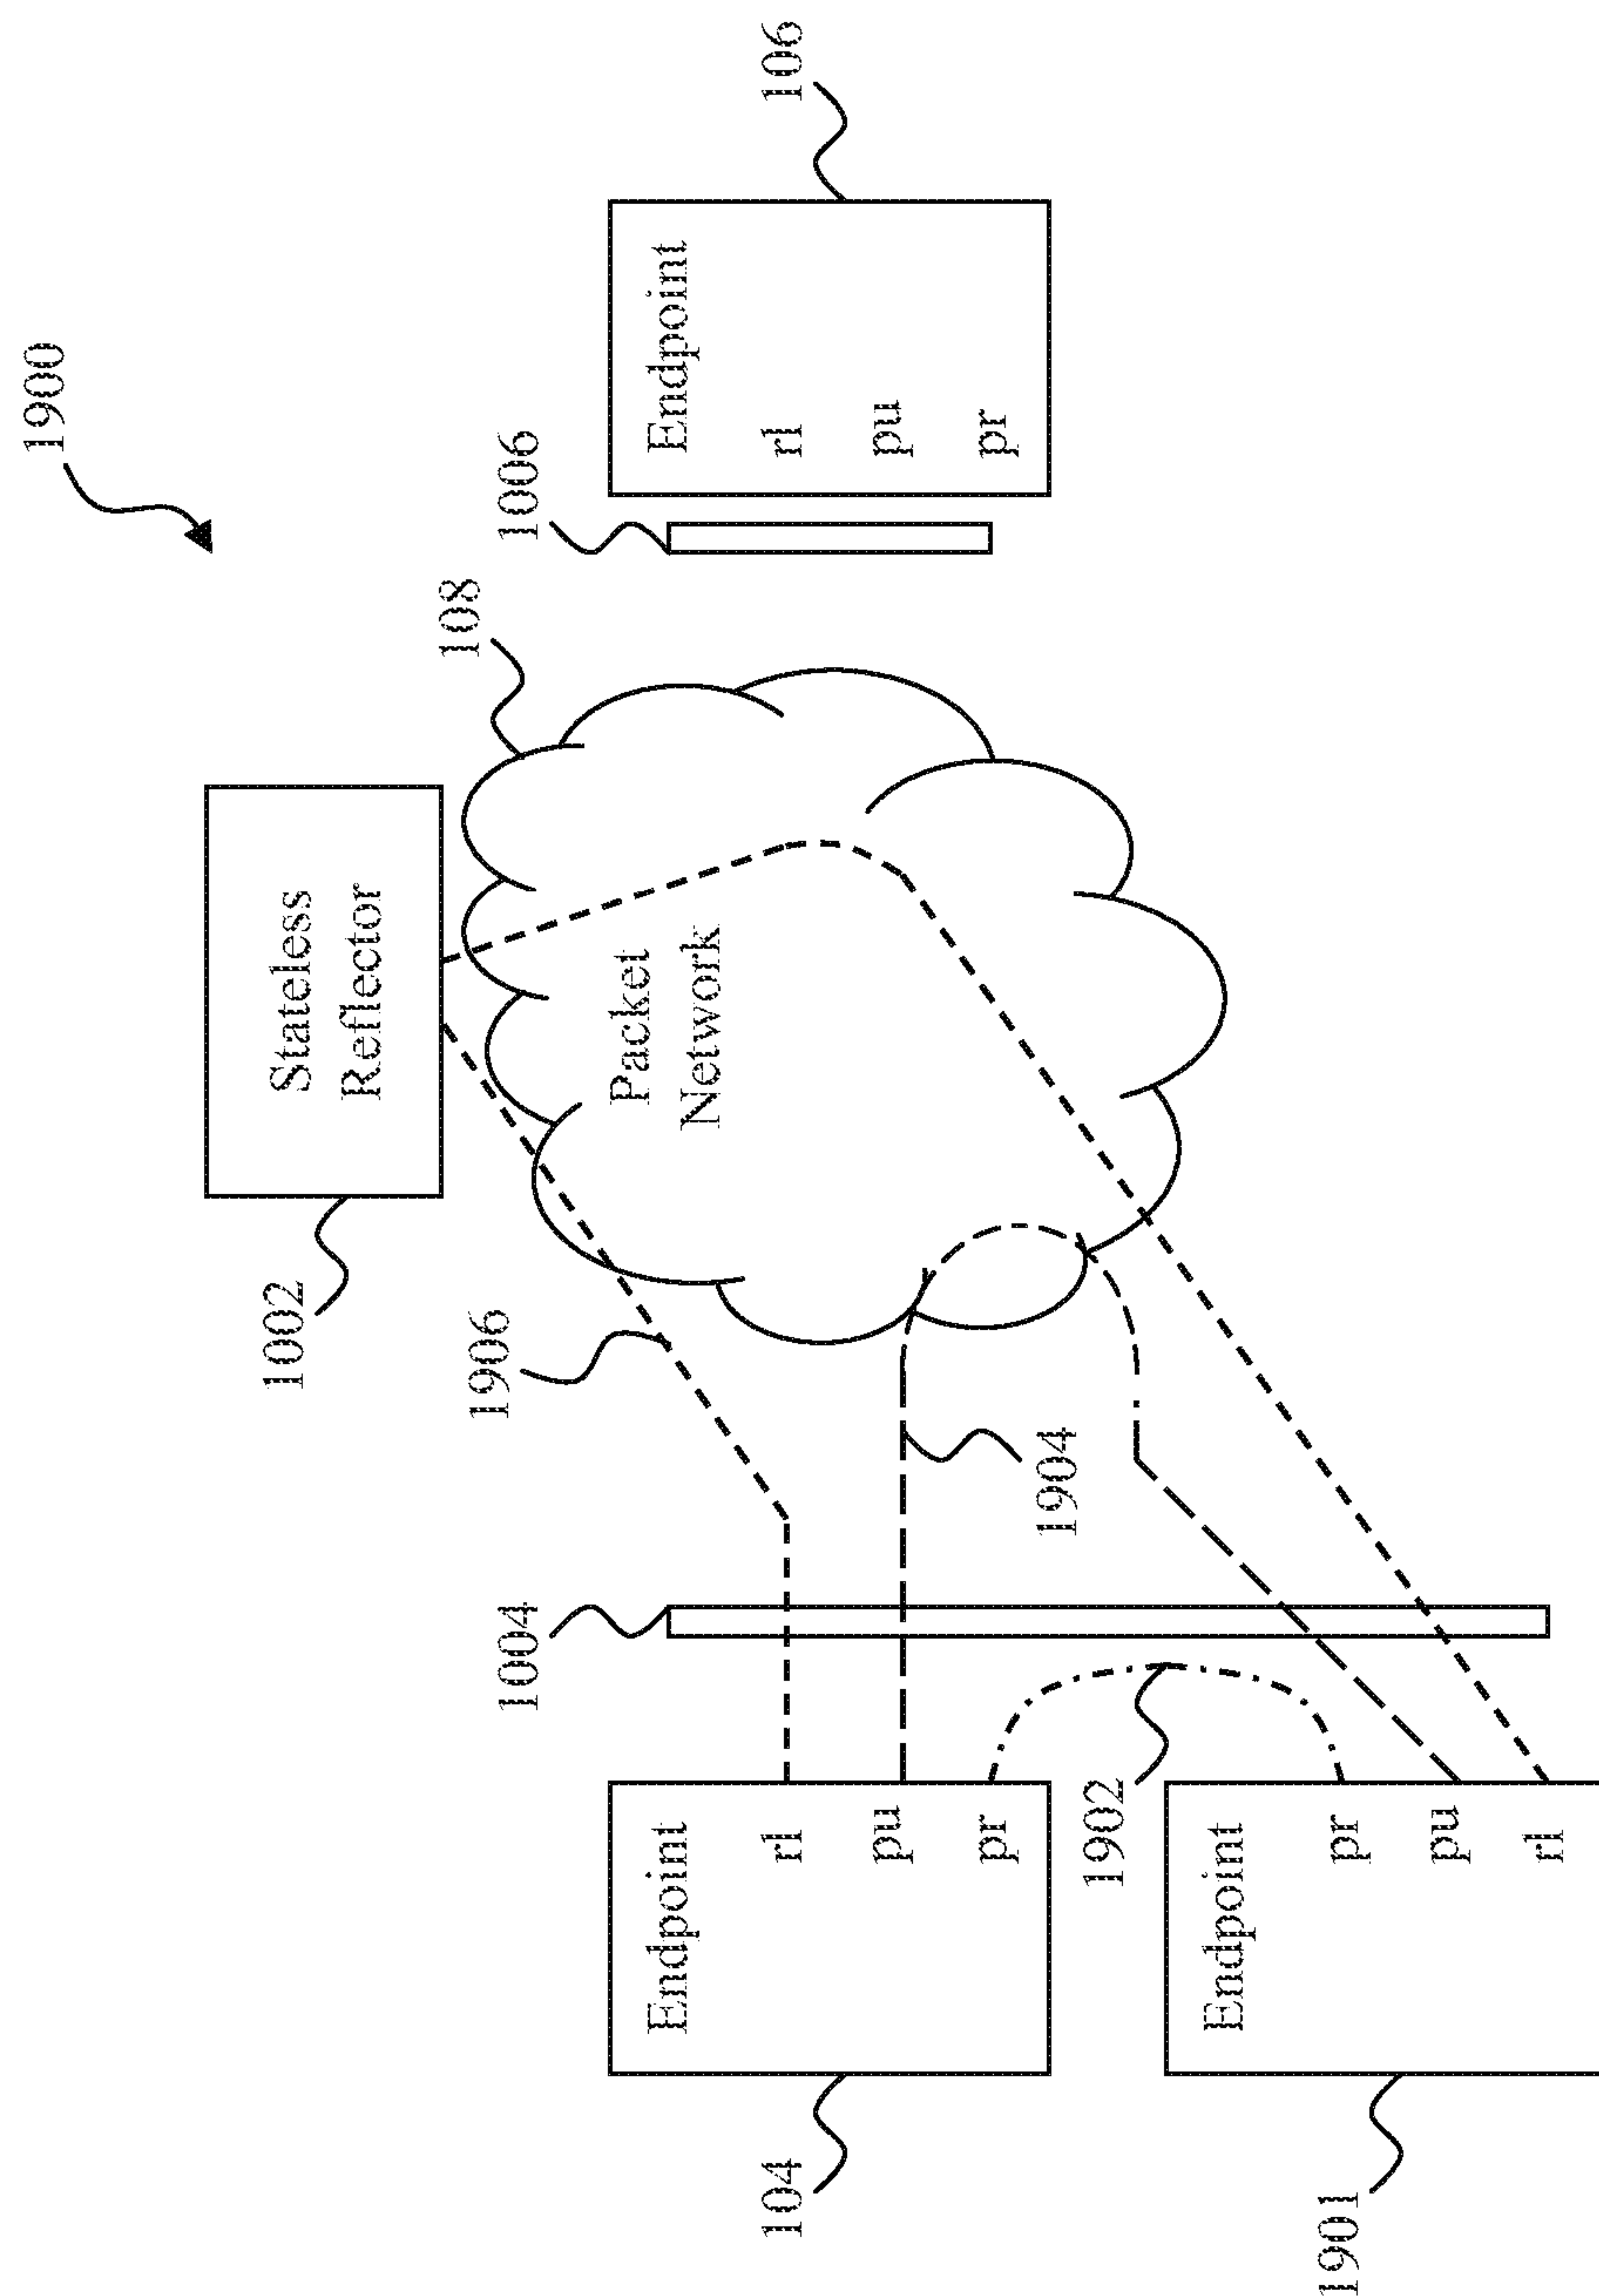 1900
1002
Stateless
Reflector
108
1906
1004
1006
Packet
Network
104
Endpoint
rl
pu
pr
1904
Endpoint
rl
pu
pr
106
1902
1901
Endpoint
pr
pu
rl